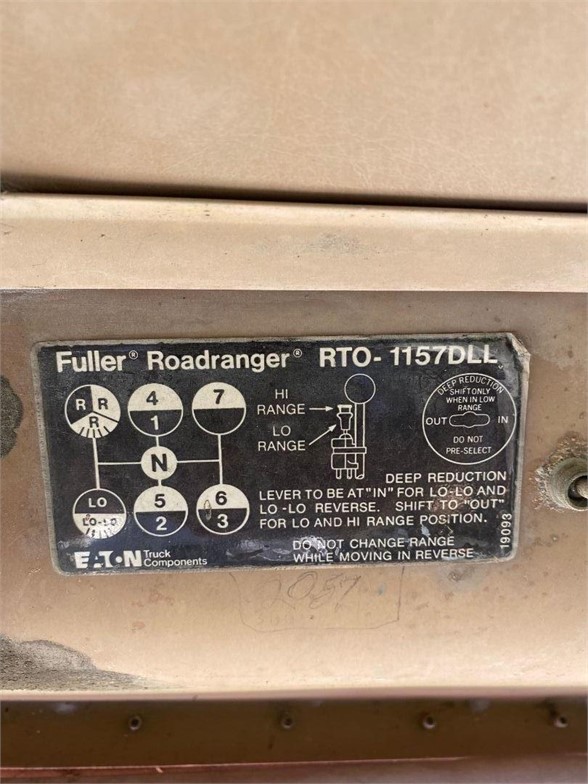 Fuller® Roadranger® RTO-1157DLL
R R R
4 1
7
N
LO LO-LO
5 2
6 3
HI RANGE
LO RANGE
DEEP REDUCTION
SHIFT ONLY
WHEN IN LOW
RANGE
OUT IN
DO NOT
PRE-SELECT
DEEP REDUCTION
LEVER TO BE AT "IN" FOR LO-LO AND
LO-LO REVERSE. SHIFT TO "OUT"
FOR LO AND HI RANGE POSITION.
DO NOT CHANGE RANGE
WHILE MOVING IN REVERSE
19093
EATON Truck
Components